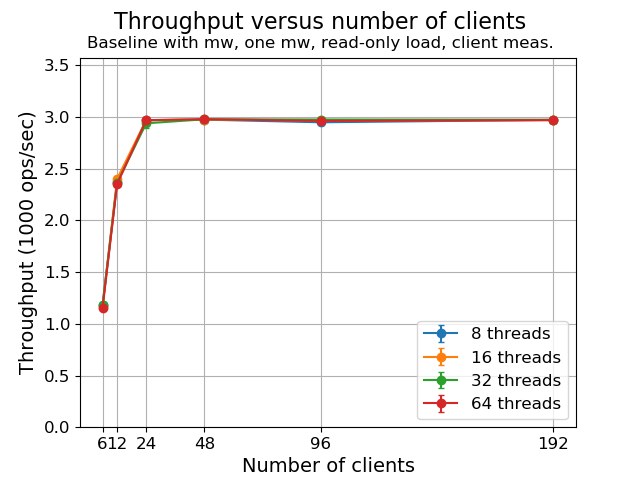 Throughput versus number of clients
Baseline with mw, one mw, read-only load, client meas.
Throughput (1000 ops/sec)
3.5
3.0
2.5
2.0
1.5
1.0
0.5
0.0
8 threads
16 threads
32 threads
64 threads
6 12 24 48 96 192
Number of clients